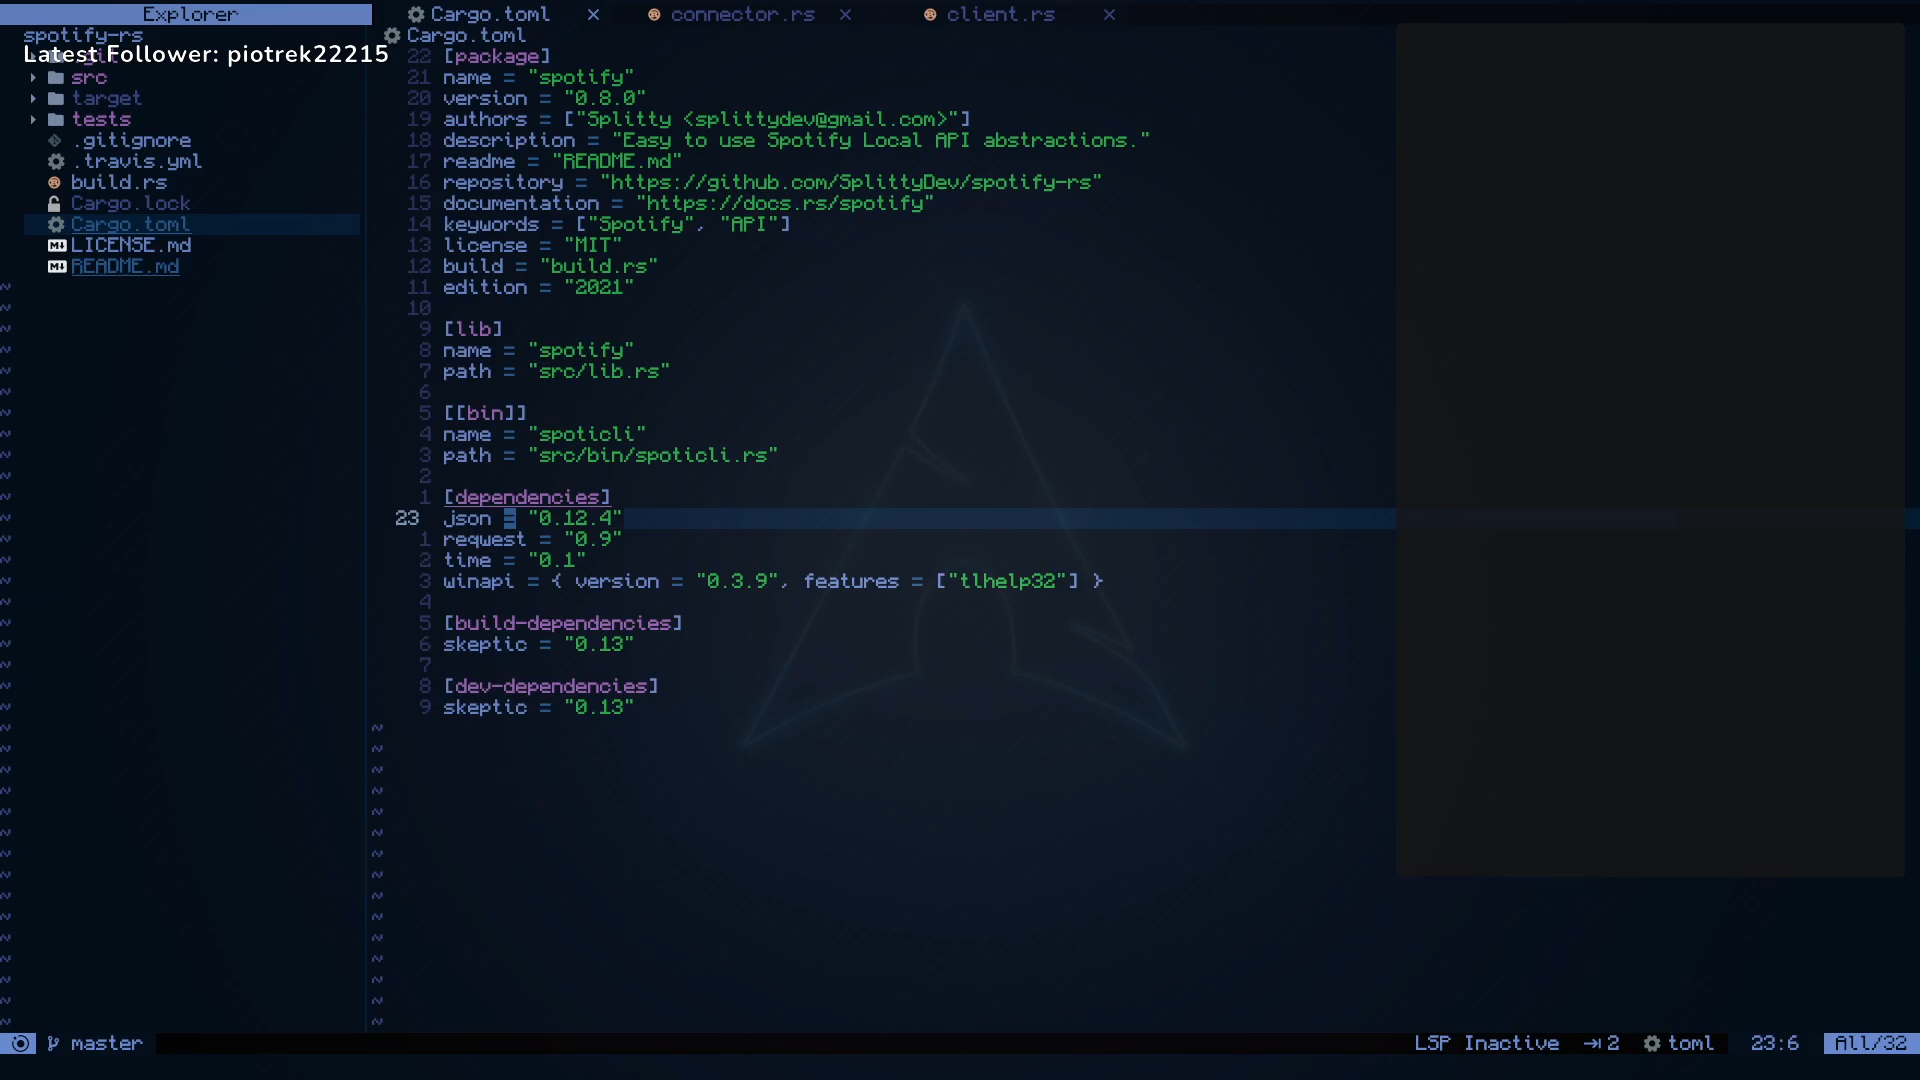 Explorer
Cargo.toml
connector.rs
client.rs
spotify-rs
Cargo.toml
Latest Follower: piotrek22215
src
target
tests
.gitignore
.travis.yml
build.rs
Cargo.lock
Cargo.toml
LICENSE.md
README.md
22 [package]
21 name = "spotify"
20 version = "0.8.0"
19 authors = ["Splitty <splittydev@gmail.com>"]
18 description = "Easy to use Spotify Local API abstractions."
17 readme = "README.md"
16 repository = "https://github.com/SplittyDev/spotify-rs"
15 documentation = "https://docs.rs/spotify"
14 keywords = ["Spotify", "API"]
13 license = "MIT"
12 build = "build.rs"
11 edition = "2021"
10
9 [lib]
8 name = "spotify"
7 path = "src/lib.rs"
6
5 [[bin]]
4 name = "spoticli"
3 path = "src/bin/spoticli.rs"
2
1 [dependencies]
23 json = "0.12.4"
1 reqwest = "0.9"
2 time = "0.1"
3 winapi = { version = "0.3.9", features = ["tlhelp32"] }
4
5 [build-dependencies]
6 skeptic = "0.13"
7
8 [dev-dependencies]
9 skeptic = "0.13"
master
LSP Inactive
2
toml
23:6
All/32